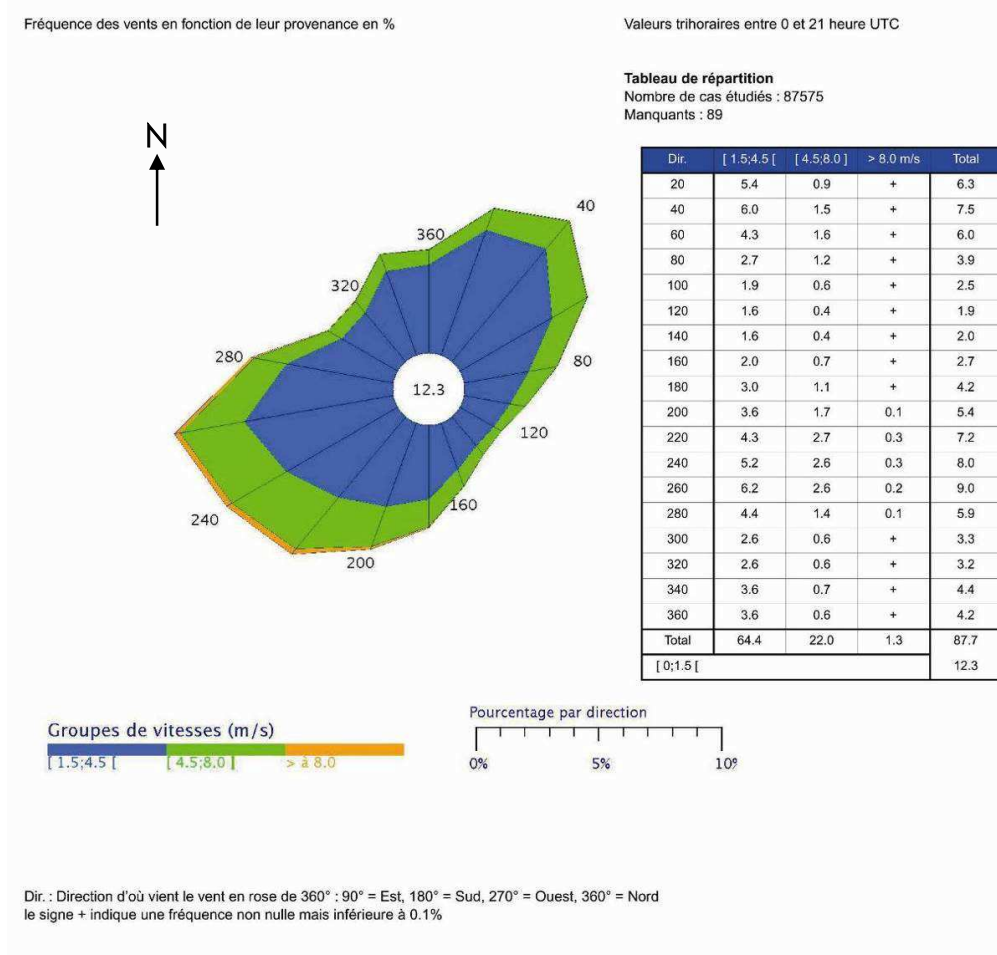 Fréquence des vents en fonction de leur provenance en %
Valeurs trihoraires entre 0 et 21 heure UTC
Tableau de répartition
Nombre de cas étudiés : 87575
Manquants : 89
N
40
360
320
280
80
12.3
120
160
240
200
Dir. [ 1.5;4.5 [ [ 4.5;8.0 ] > 8.0 m/s Total
20 5.4 0.9 + 6.3
40 6.0 1.5 + 7.5
60 4.3 1.6 + 6.0
80 2.7 1.2 + 3.9
100 1.9 0.6 + 2.5
120 1.6 0.4 + 1.9
140 1.6 0.4 + 2.0
160 2.0 0.7 + 2.7
180 3.0 1.1 + 4.2
200 3.6 1.7 0.1 5.4
220 4.3 2.7 0.3 7.2
240 5.2 2.6 0.3 8.0
260 6.2 2.6 0.2 9.0
280 4.4 1.4 0.1 5.9
300 2.6 0.6 + 3.3
320 2.6 0.6 + 3.2
340 3.6 0.7 + 4.4
360 3.6 0.6 + 4.2
Total 64.4 22.0 1.3 87.7
[ 0;1.5 [ 12.3
Groupes de vitesses (m/s)
[ 1.5;4.5 [ [ 4.5;8.0 ] > à 8.0
Pourcentage par direction
0% 5% 10%
Dir. : Direction d'où vient le vent en rose de 360° : 90° = Est, 180° = Sud, 270° = Ouest, 360° = Nord
le signe + indique une fréquence non nulle mais inférieure à 0.1%